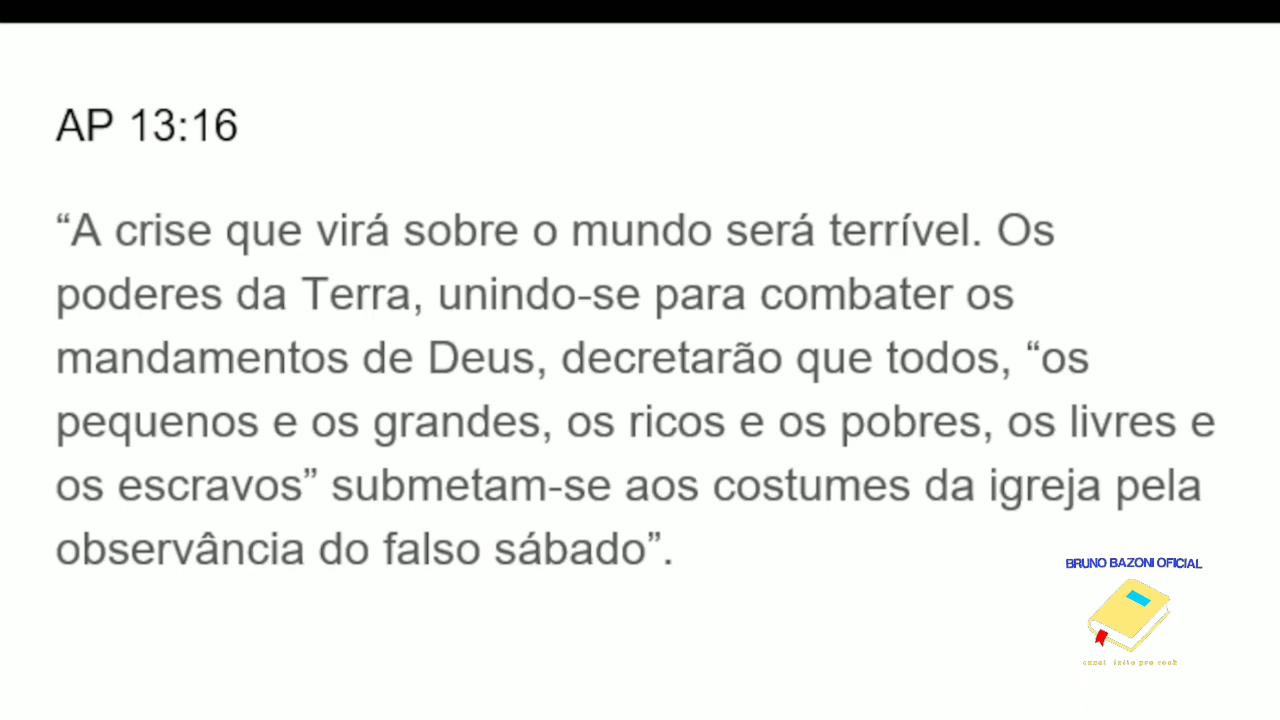 AP 13:16
“A crise que virá sobre o mundo será terrível. Os
poderes da Terra, unindo-se para combater os
mandamentos de Deus, decretarão que todos, “os
pequenos e os grandes, os ricos e os pobres, os livres e
os escravos” submetam-se aos costumes da igreja pela
observância do falso sábado”.
BRUNO BAZONI OFICIAL